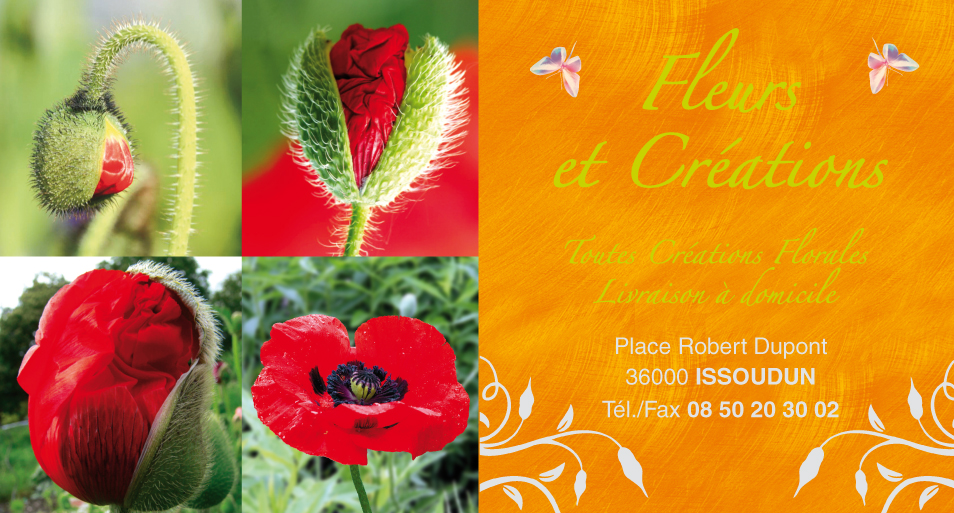 Fleurs
et Créations
Toutes Créations Florales
Livraison à domicile
Place Robert Dupont
36000 ISSOUDUN
Tél./Fax 08 50 20 30 02